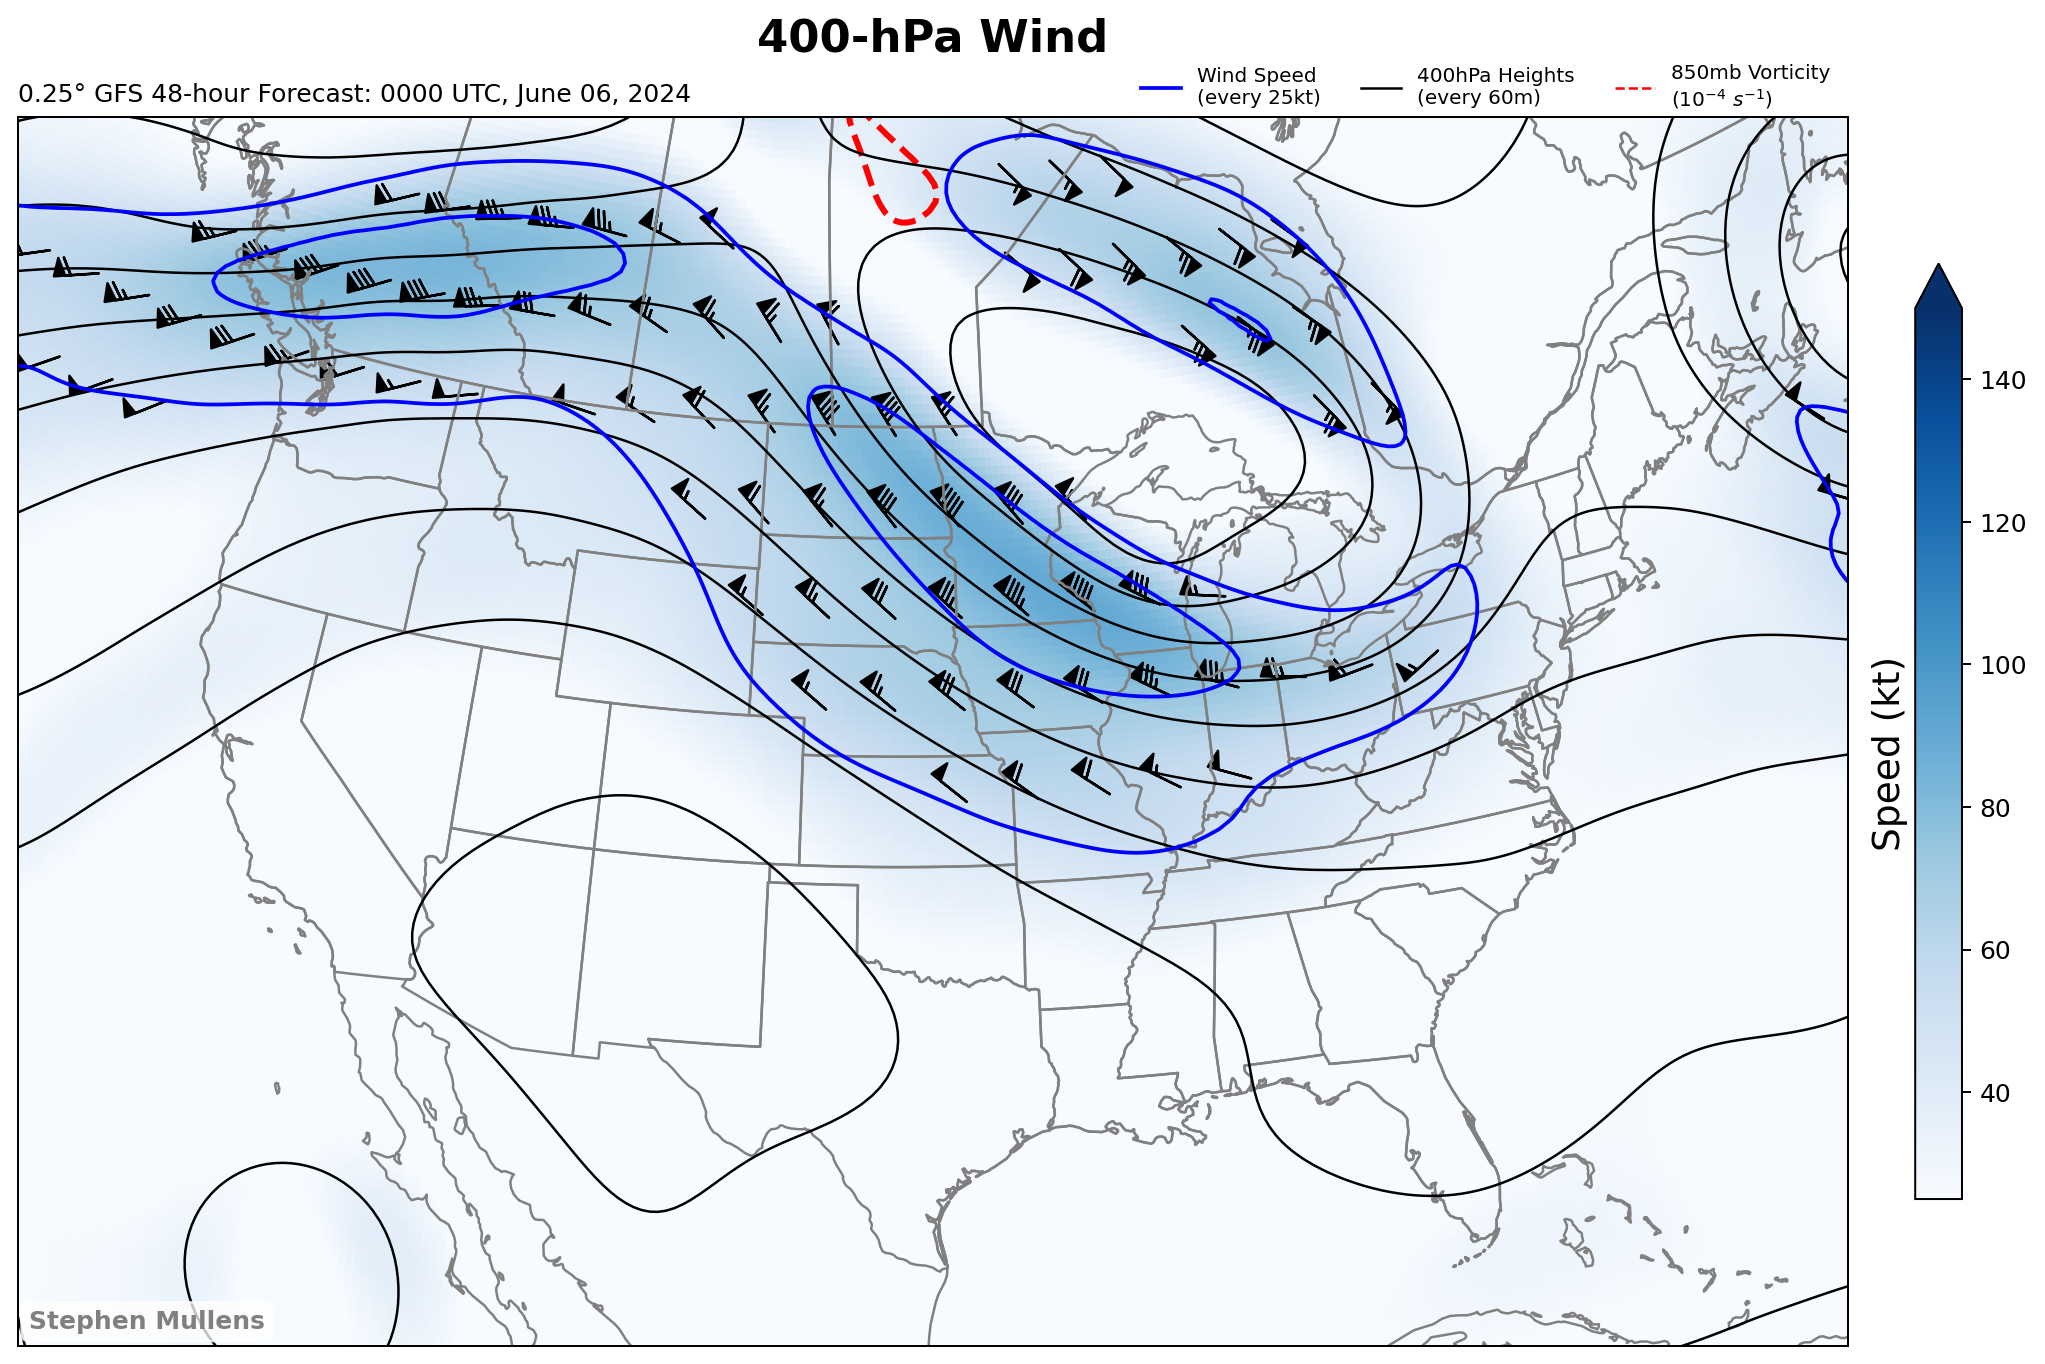 400-hPa Wind
0.25° GFS 48-hour Forecast: 0000 UTC, June 06, 2024
Wind Speed
(every 25kt)
400hPa Heights
(every 60m)
850mb Vorticity
(10⁻⁴ s⁻¹)
140
120
100
80
60
40
Speed (kt)
Stephen Mullens